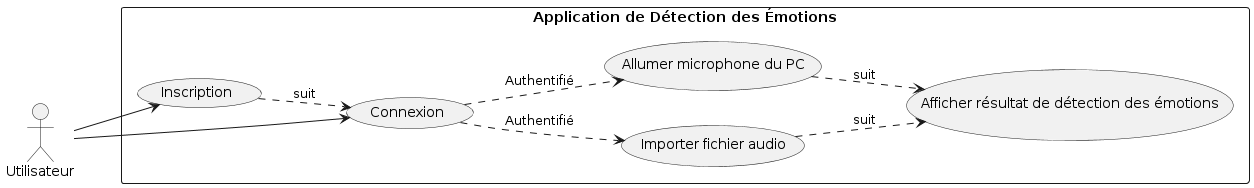 Application de Détection des Émotions
Utilisateur
Inscription
suit
Connexion
Authentifié
Authentifié
Allumer microphone du PC
Importer fichier audio
suit
suit
Afficher résultat de détection des émotions